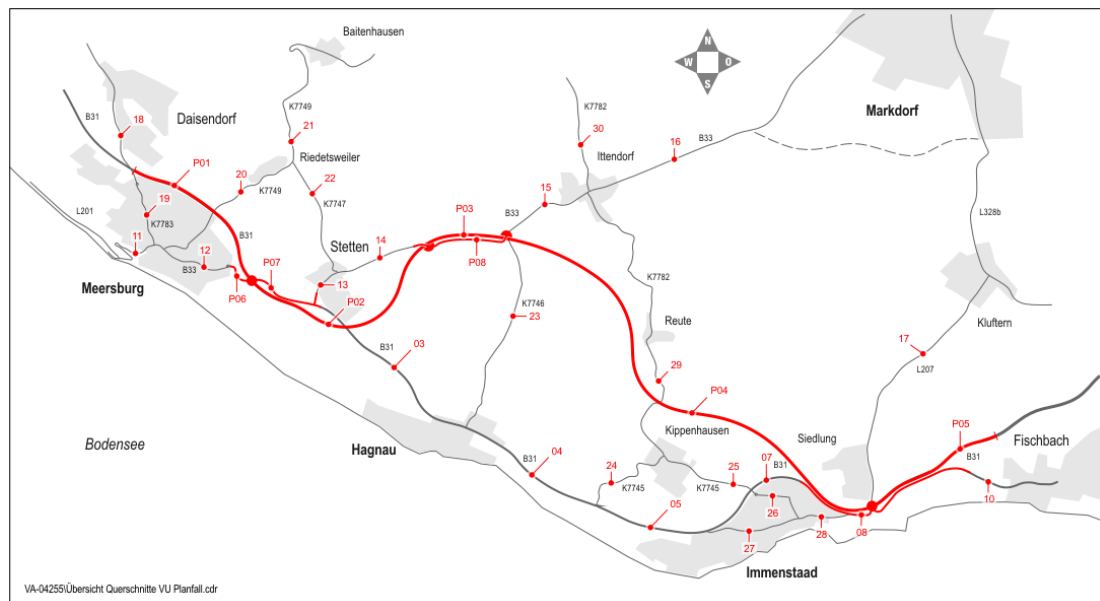 Baitenhausen
N
W O
S
K7749
K7782
B31
18
Daisendorf
21
30
16
B33
Markdorf
Riedetsweiler
Ittendorf
P01
20
K7749
22
K7747
15
L201
19
K7783
P03
B33
L328b
11
B31
Stetten
14
P08
12
B33
P07
13
K7782
Meersburg
P06
P02
K7746
23
Reute
Kluftern
B31
03
17
L207
29
P04
Bodensee
Hagnau
Kippenhausen
Siedlung
P05
Fischbach
B31
04
24
25
07
B31
B31
K7745
K7745
26
10
05
27
28
08
Immenstaad
VA-04255\Übersicht Querschnitte VU Planfall.cdr